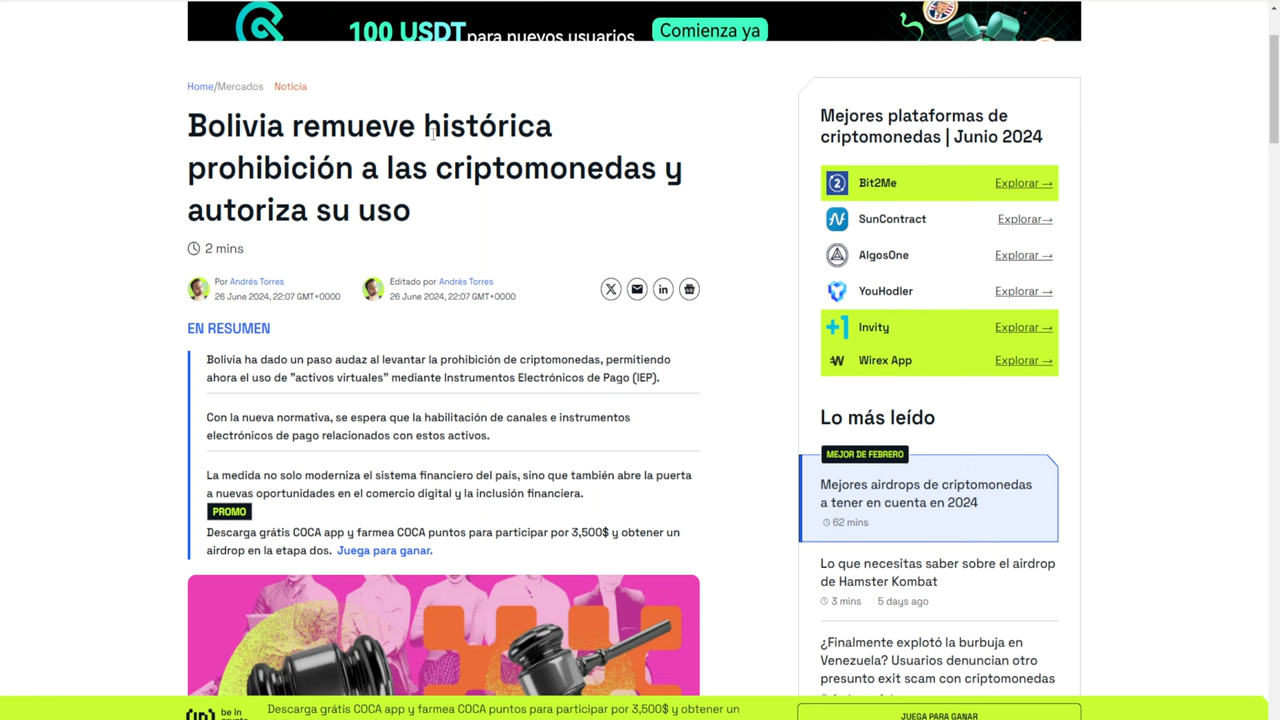 100 USDT para nuevos usuarios
Comienza ya
Home/Mercados Noticia
Bolivia remueve histórica
prohibición a las criptomonedas y
autoriza su uso
2 mins
Por Andrés Torres
26 June 2024, 22:07 GMT+0000
Editado por Andrés Torres
26 June 2024, 22:07 GMT+0000
EN RESUMEN
Bolivia ha dado un paso audaz al levantar la prohibición de criptomonedas, permitiendo
ahora el uso de "activos virtuales" mediante Instrumentos Electrónicos de Pago (IEP).
Con la nueva normativa, se espera que la habilitación de canales e instrumentos
electrónicos de pago relacionados con estos activos.
La medida no solo moderniza el sistema financiero del país, sino que también abre la puerta
a nuevas oportunidades en el comercio digital y la inclusión financiera.
PROMO
Descarga grátis COCA app y farmea COCA puntos para participar por 3,500$ y obtener un
airdrop en la etapa dos. Juega para ganar.
Mejores plataformas de
criptomonedas | Junio 2024
Bit2Me Explorar →
SunContract Explorar→
AlgosOne Explorar →
YouHodler Explorar →
Invity Explorar →
Wirex App Explorar →
Lo más leído
MEJOR DE FEBRERO
Mejores airdrops de criptomonedas
a tener en cuenta en 2024
62 mins
Lo que necesitas saber sobre el airdrop
de Hamster Kombat
3 mins 5 days ago
¿Finalmente explotó la burbuja en
Venezuela? Usuarios denuncian otro
presunto exit scam con criptomonedas
be in
Descarga grátis COCA app y farmea COCA puntos para participar por 3,500$ y obtener un
JUEGA PARA GANAR